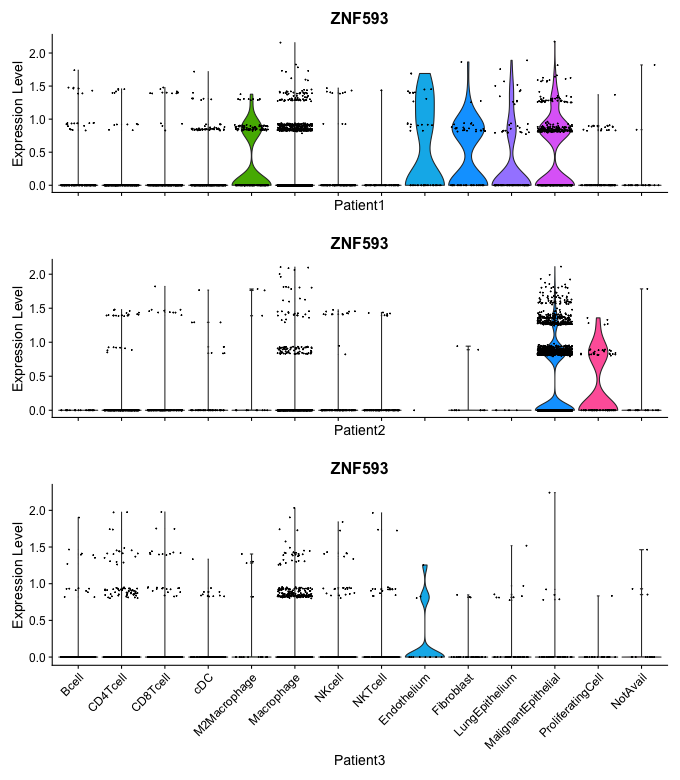 ZNF593
Expression Level
2.0
1.5
1.0
0.5
0.0
Patient1
ZNF593
Expression Level
2.0
1.5
1.0
0.5
0.0
Patient2
ZNF593
Expression Level
2.0
1.5
1.0
0.5
0.0
Bcell
CD4Tcell
CD8Tcell
cDC
M2Macrophage
Macrophage
NKcell
NKTcell
Endothelium
Fibroblast
LungEpithelium
MalignantEpithelial
ProliferatingCell
NotAvail
Patient3